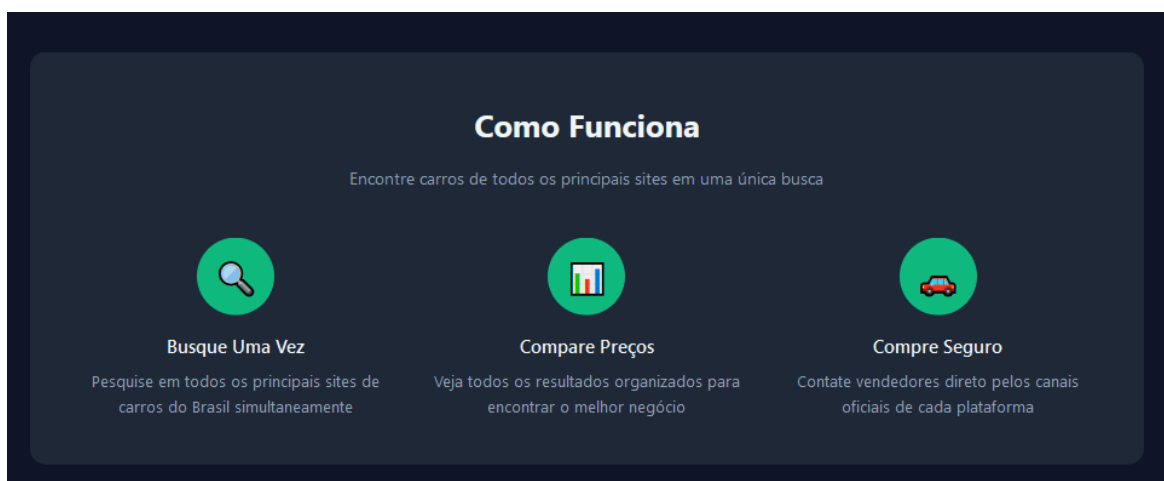 Como Funciona
Encontre carros de todos os principais sites em uma única busca
Busque Uma Vez
Pesquise em todos os principais sites de
carros do Brasil simultaneamente
Compare Preços
Veja todos os resultados organizados para
encontrar o melhor negócio
Compre Seguro
Contate vendedores direto pelos canais
oficiais de cada plataforma